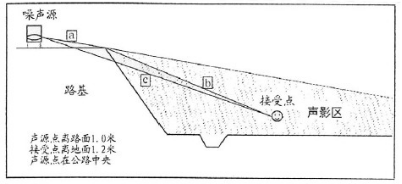 噪声源
a
b
c
接受点
路基
声影区
声源点高路面1.0米
接受点离地面1.2米
声源点在公路中央